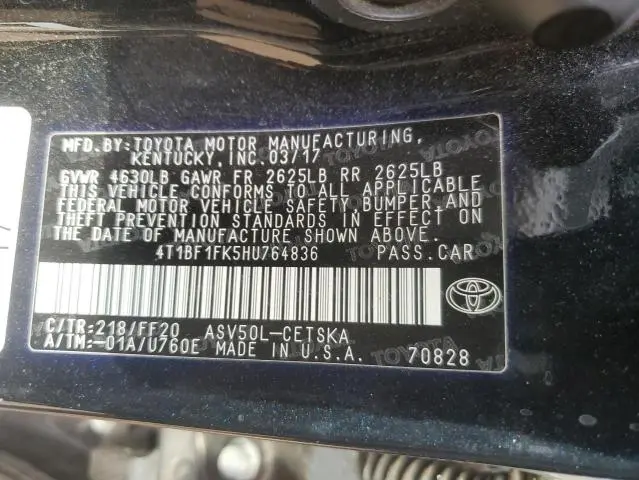 MFD.BY:TOYOTA MOTOR MANUFACTURING,
KENTUCKY, INC. 03/17
GVWR 4630LB GAWR FR 2625LB RR 2625LB
THIS VEHICLE CONFORMS TO ALL APPLICABLE
FEDERAL MOTOR VEHICLE SAFETY BUMPER AND
THEFT PREVENTION STANDARDS IN EFFECT ON
THE DATE OF MANUFACTURE SHOWN ABOVE.
4T1BF1FK5HU764836 PASS.CAR
C/TR:218/FF20 ASV50L-CETSKA
A/TM:-01A/U760E MADE IN U.S.A. 70828